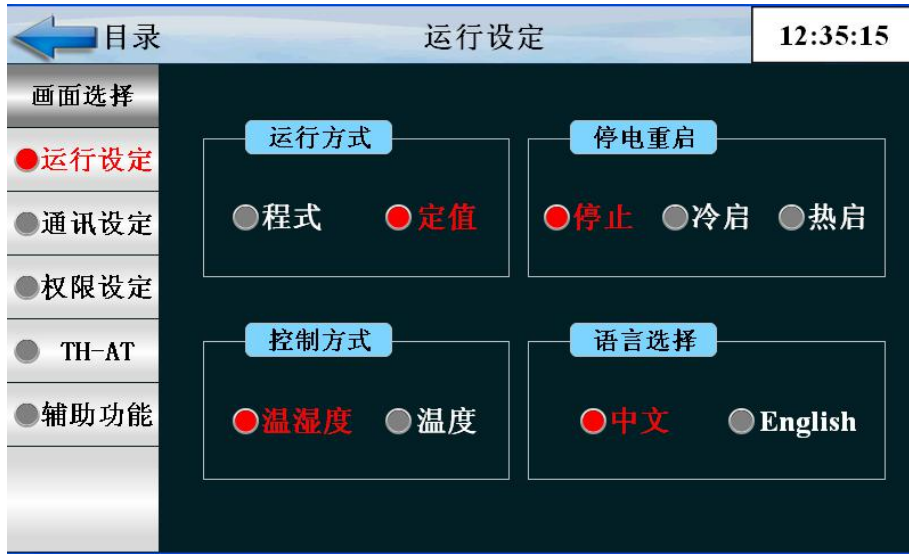 目录
运行设定
12:35:15
画面选择
运行设定
通讯设定
权限设定
TH-AT
辅助功能
运行方式
程式 定值
停电重启
停止 冷启 热启
控制方式
温湿度 温度
语言选择
中文 English